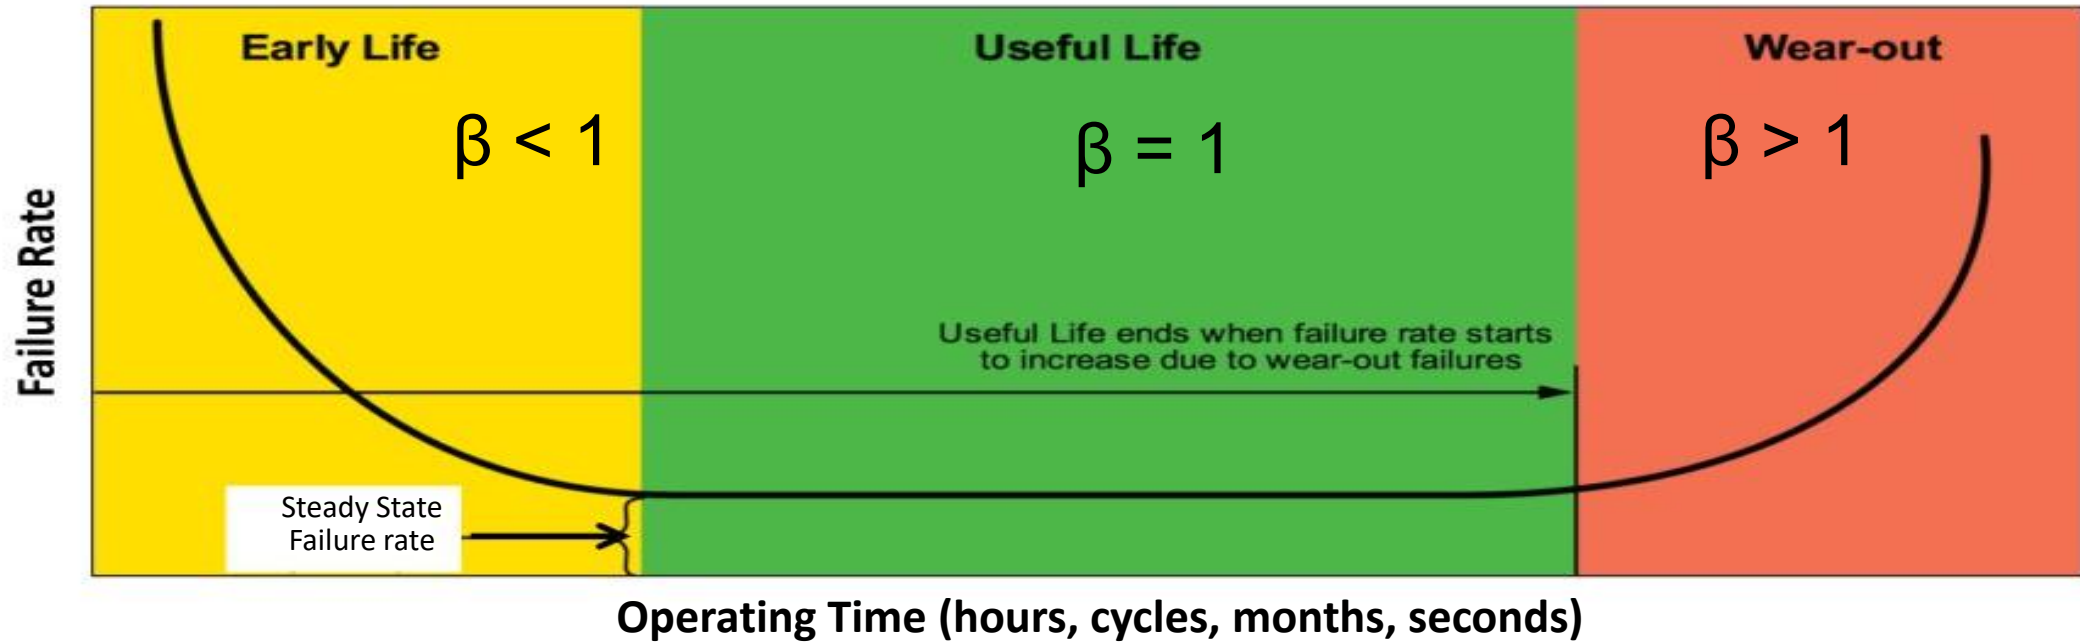 Early Life
Useful Life
Wear-out
β < 1
β = 1
β > 1
Failure Rate
Useful Life ends when failure rate starts
to increase due to wear-out failures
Steady State
Failure rate
Operating Time (hours, cycles, months, seconds)